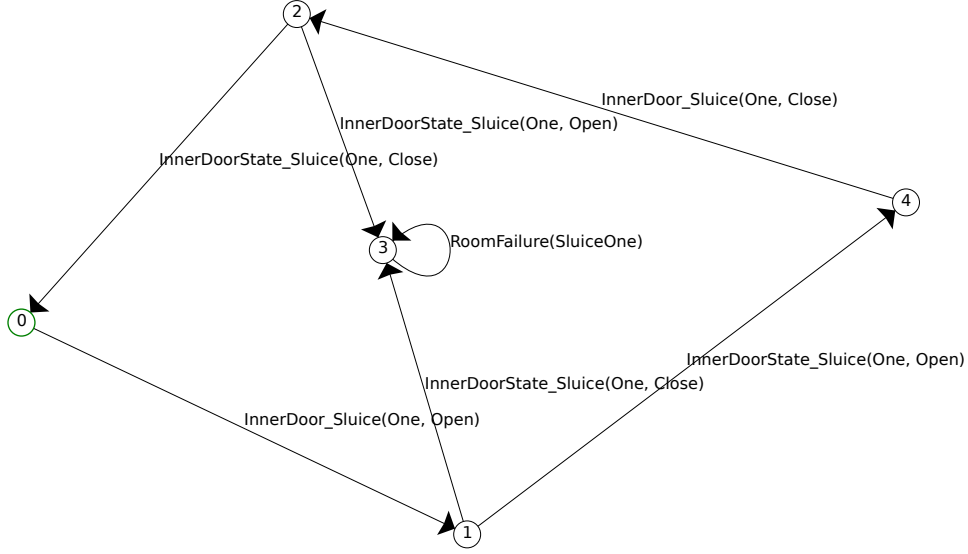 2
InnerDoor_Sluice(One, Close)
InnerDoorState_Sluice(One, Open)
InnerDoorState_Sluice(One, Close)
4
RoomFailure(SluiceOne)
3
0
InnerDoorState_Sluice(One, Open)
InnerDoorState_Sluice(One, Close)
InnerDoor_Sluice(One, Open)
1